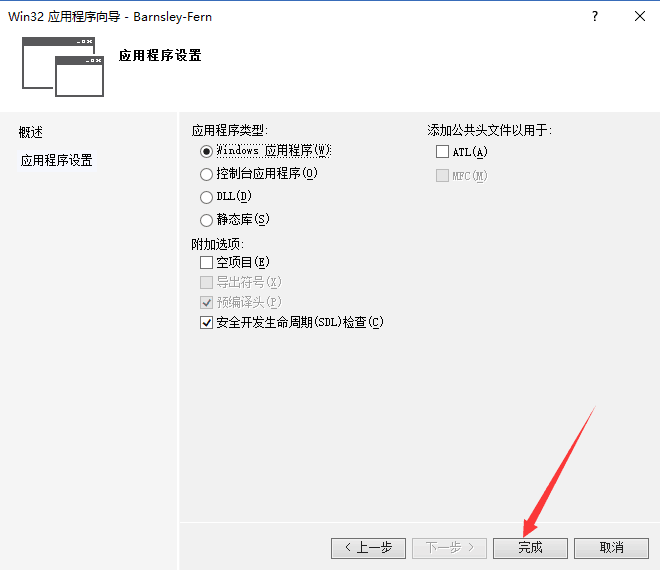 Win32 应用程序向导 - Barnsley-Fern
?
应用程序设置
概述
应用程序设置
应用程序类型:
Windows 应用程序(W)
控制台应用程序(O)
DLL(D)
静态库(S)
附加选项:
空项目(E)
导出符号(X)
预编译头(P)
安全开发生命周期(SDL)检查(C)
添加公共头文件以用于:
ATL(A)
MFC(M)
< 上一步
下一步 >
完成
取消